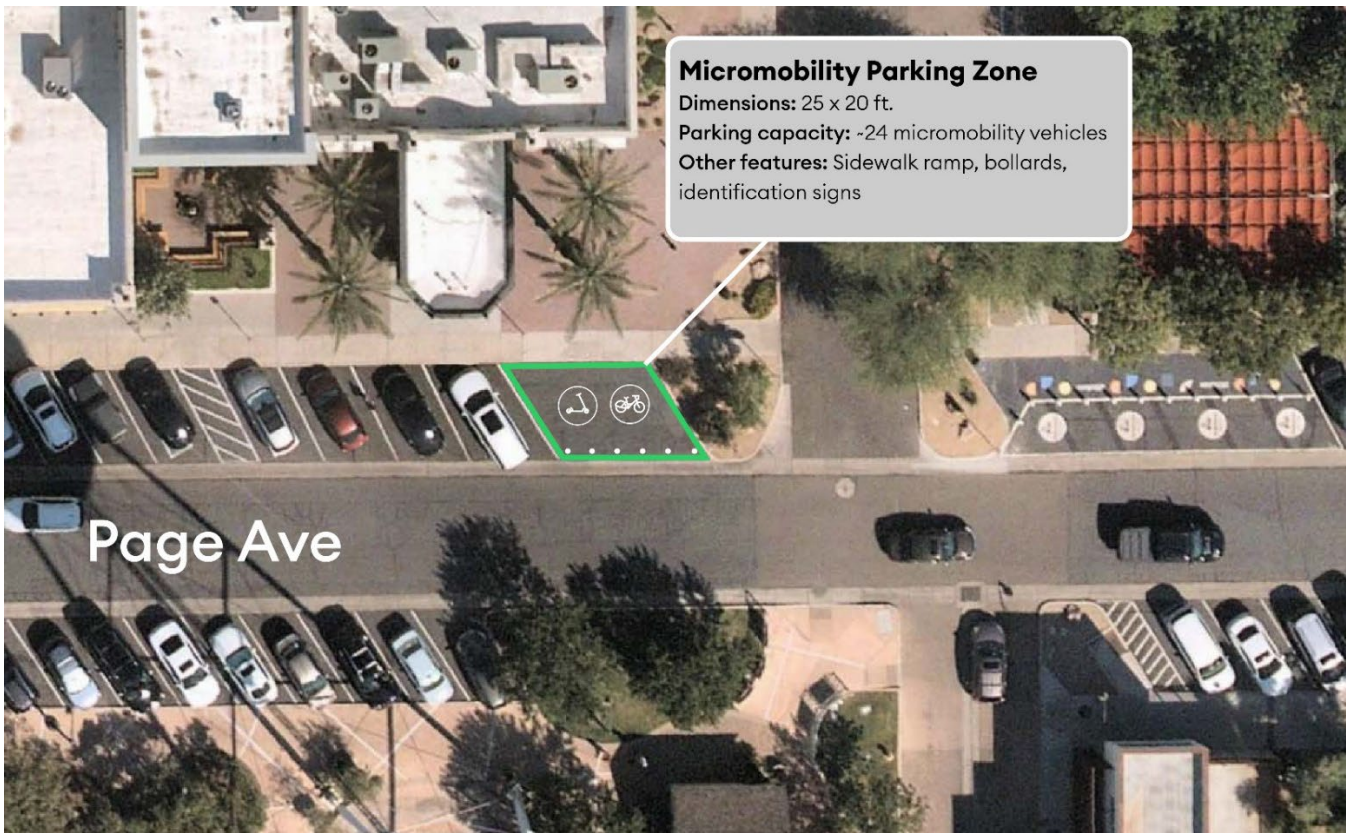 Micromobility Parking Zone
Dimensions: 25 x 20 ft.
Parking capacity: ~24 micromobility vehicles
Other features: Sidewalk ramp, bollards,
identification signs
Page Ave